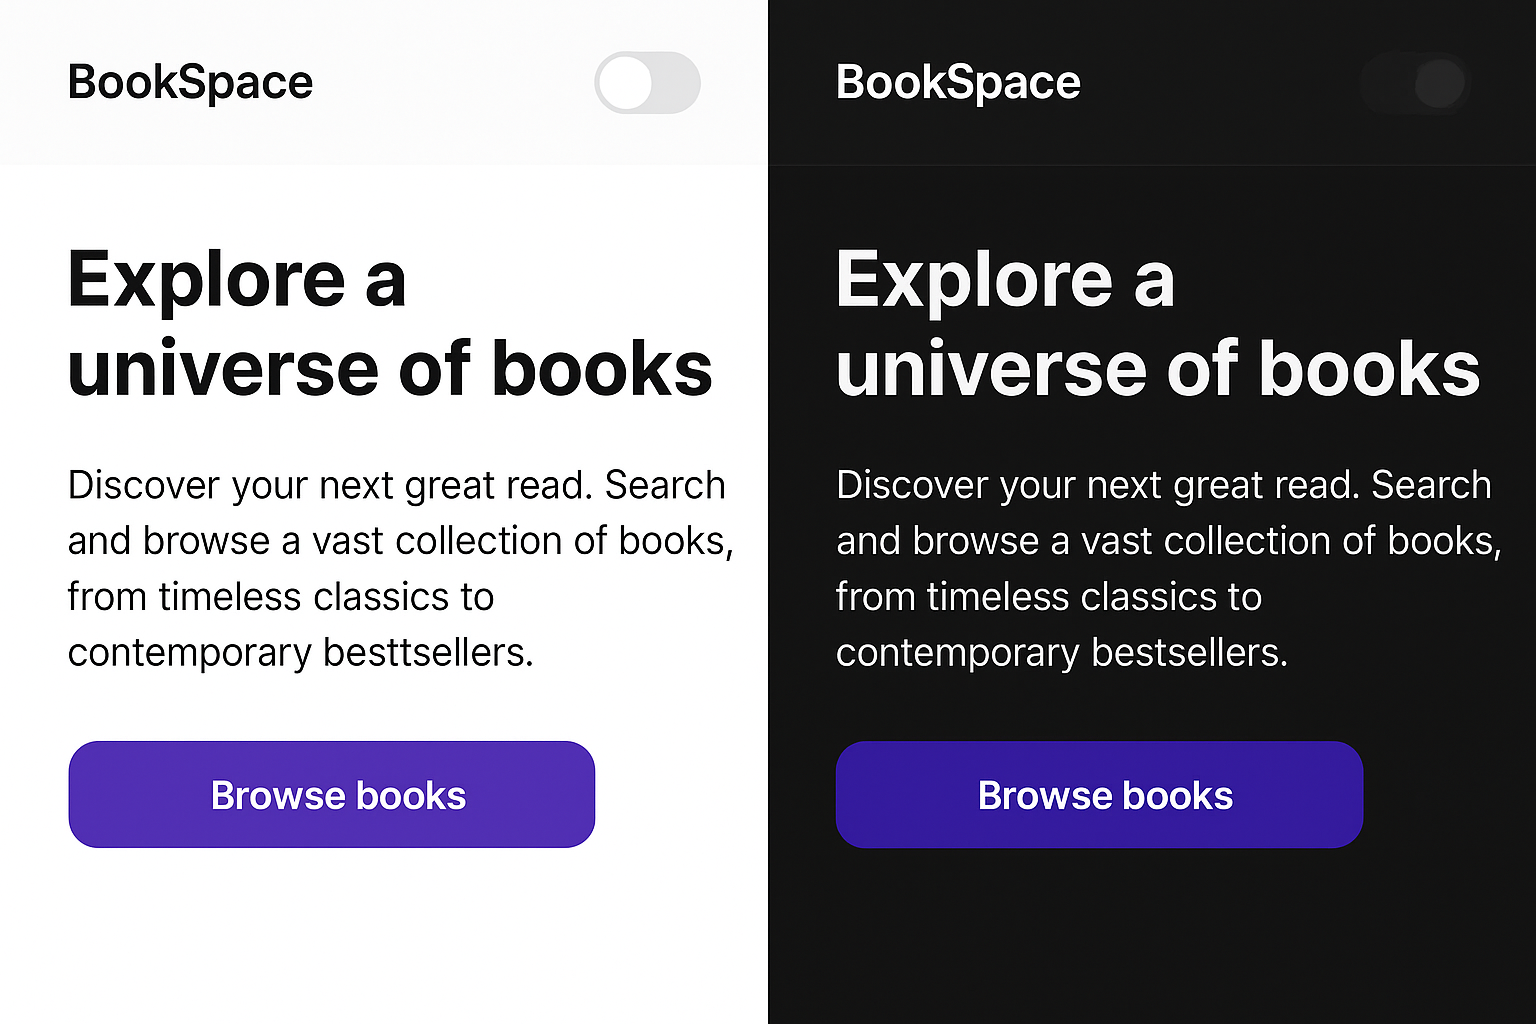 BookSpace
Explore a
universe of books
Discover your next great read. Search
and browse a vast collection of books,
from timeless classics to
contemporary besttsellers.
Browse books
BookSpace
Explore a
universe of books
Discover your next great read. Search
and browse a vast collection of books,
from timeless classics to
contemporary bestsellers.
Browse books